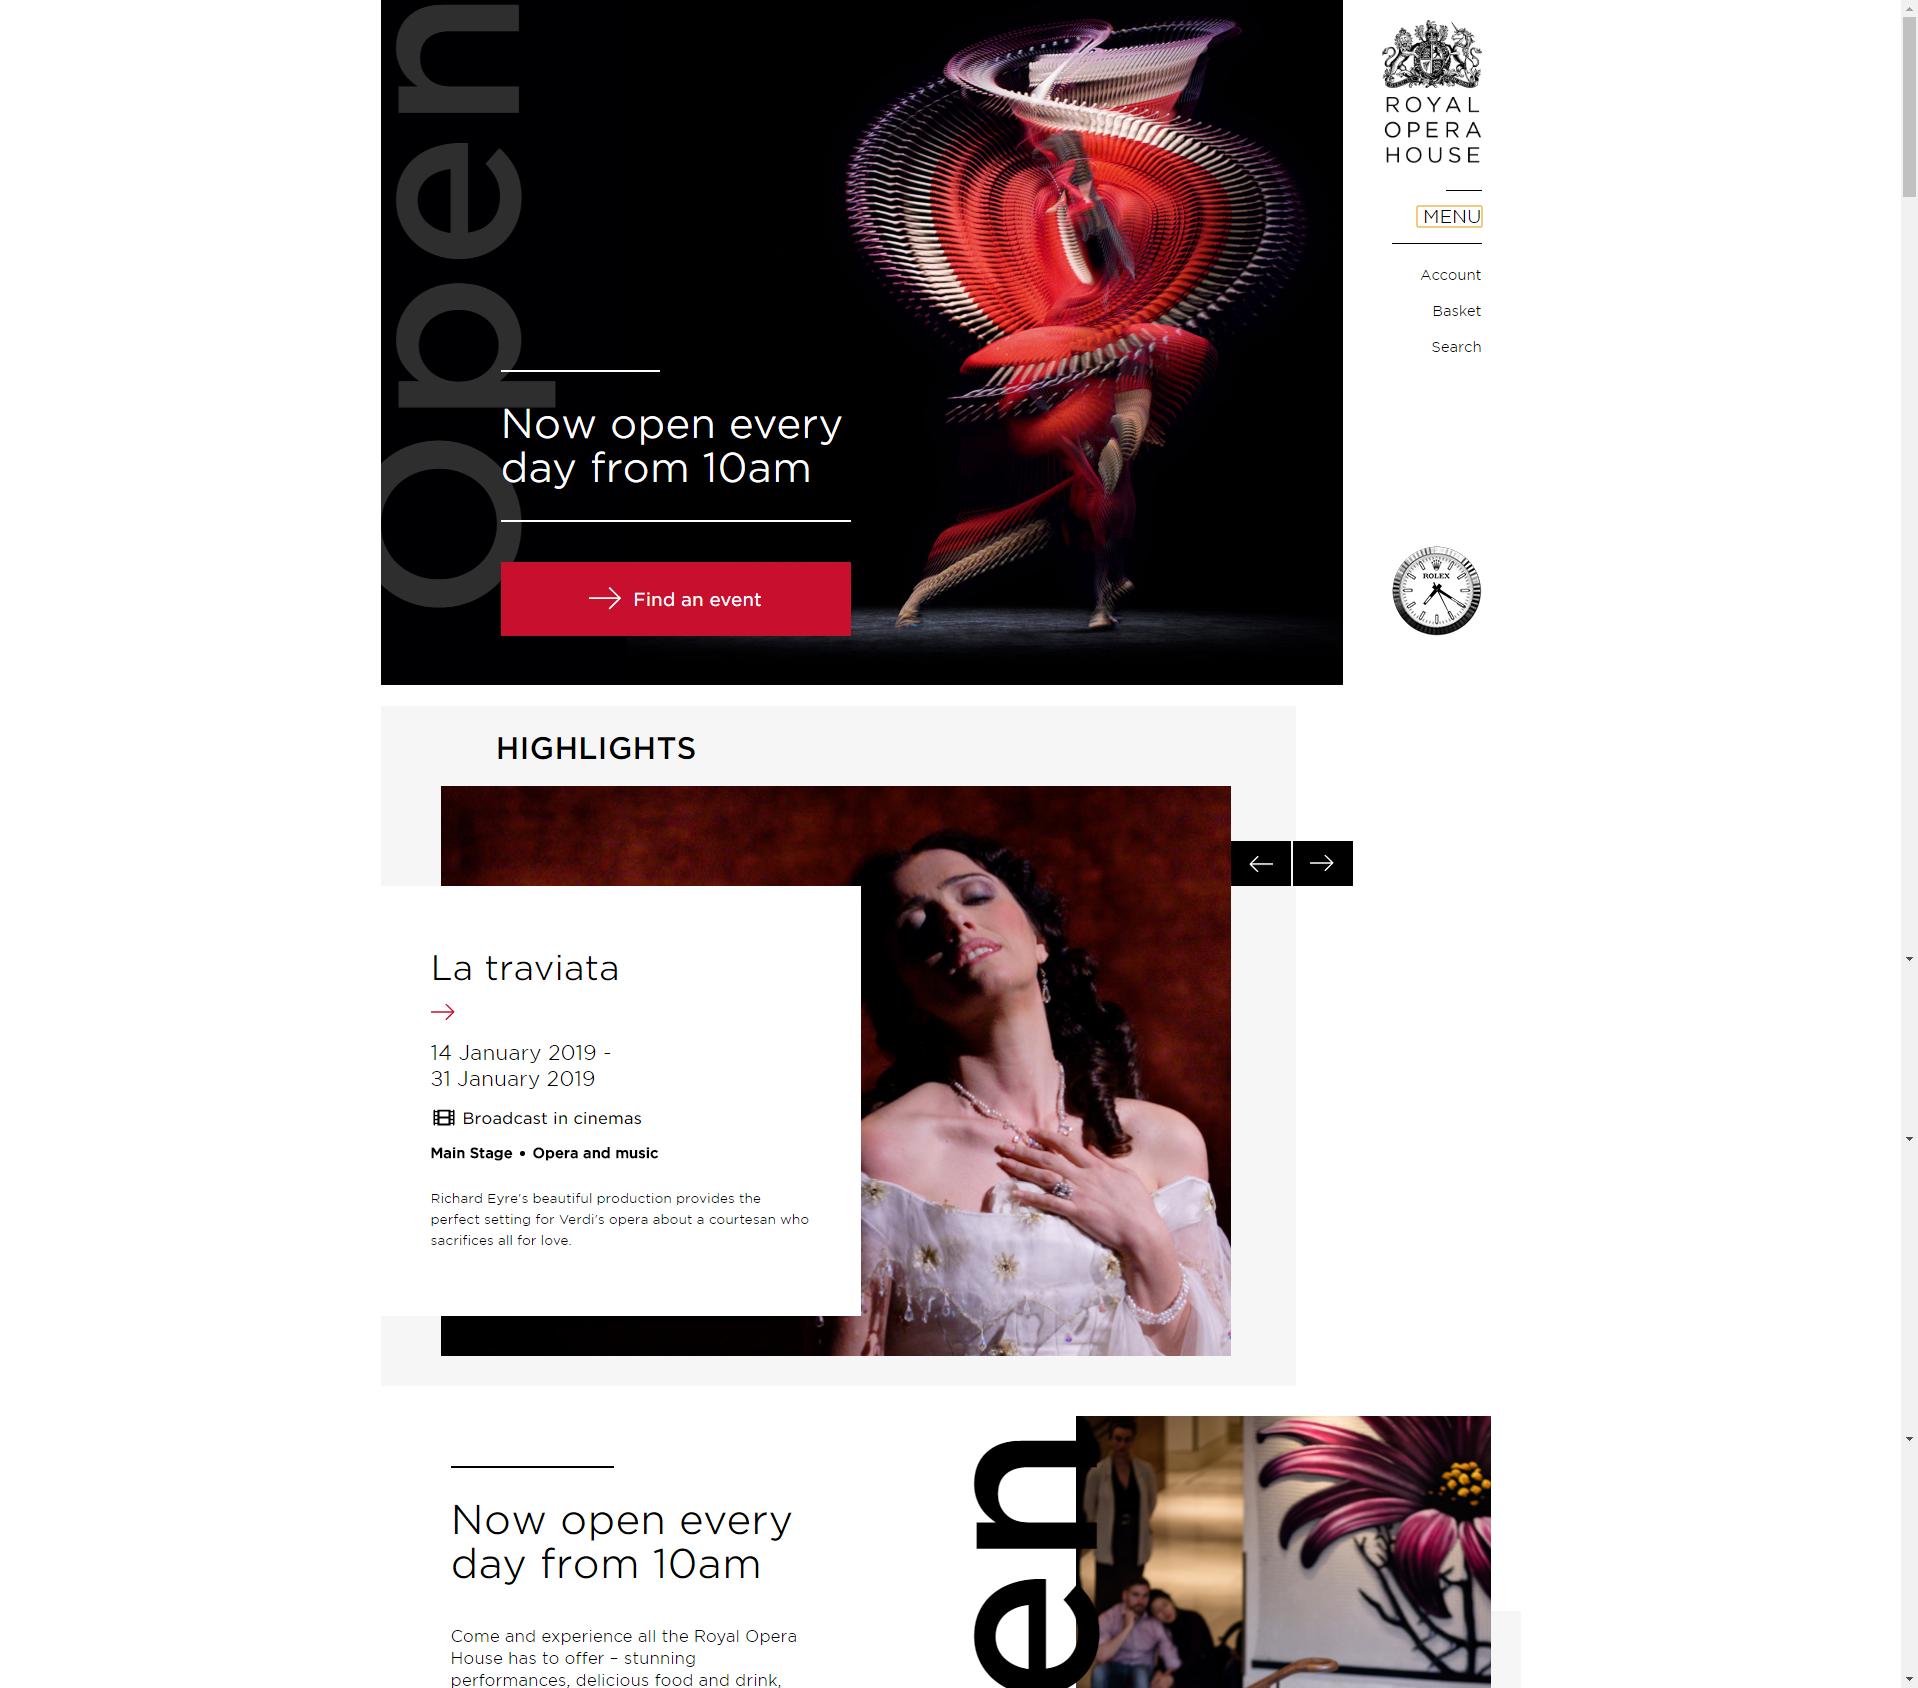 Open
Now open every
day from 10am
Find an event
ROYAL
OPERA
HOUSE
MENU
Account
Basket
Search
ROLEX
HIGHLIGHTS
La traviata
14 January 2019 -
31 January 2019
Broadcast in cinemas
Main Stage • Opera and music
Richard Eyre's beautiful production provides the
perfect setting for Verdi's opera about a courtesan who
sacrifices all for love.
Now open every
day from 10am
Come and experience all the Royal Opera
House has to offer – stunning
performances, delicious food and drink,
en